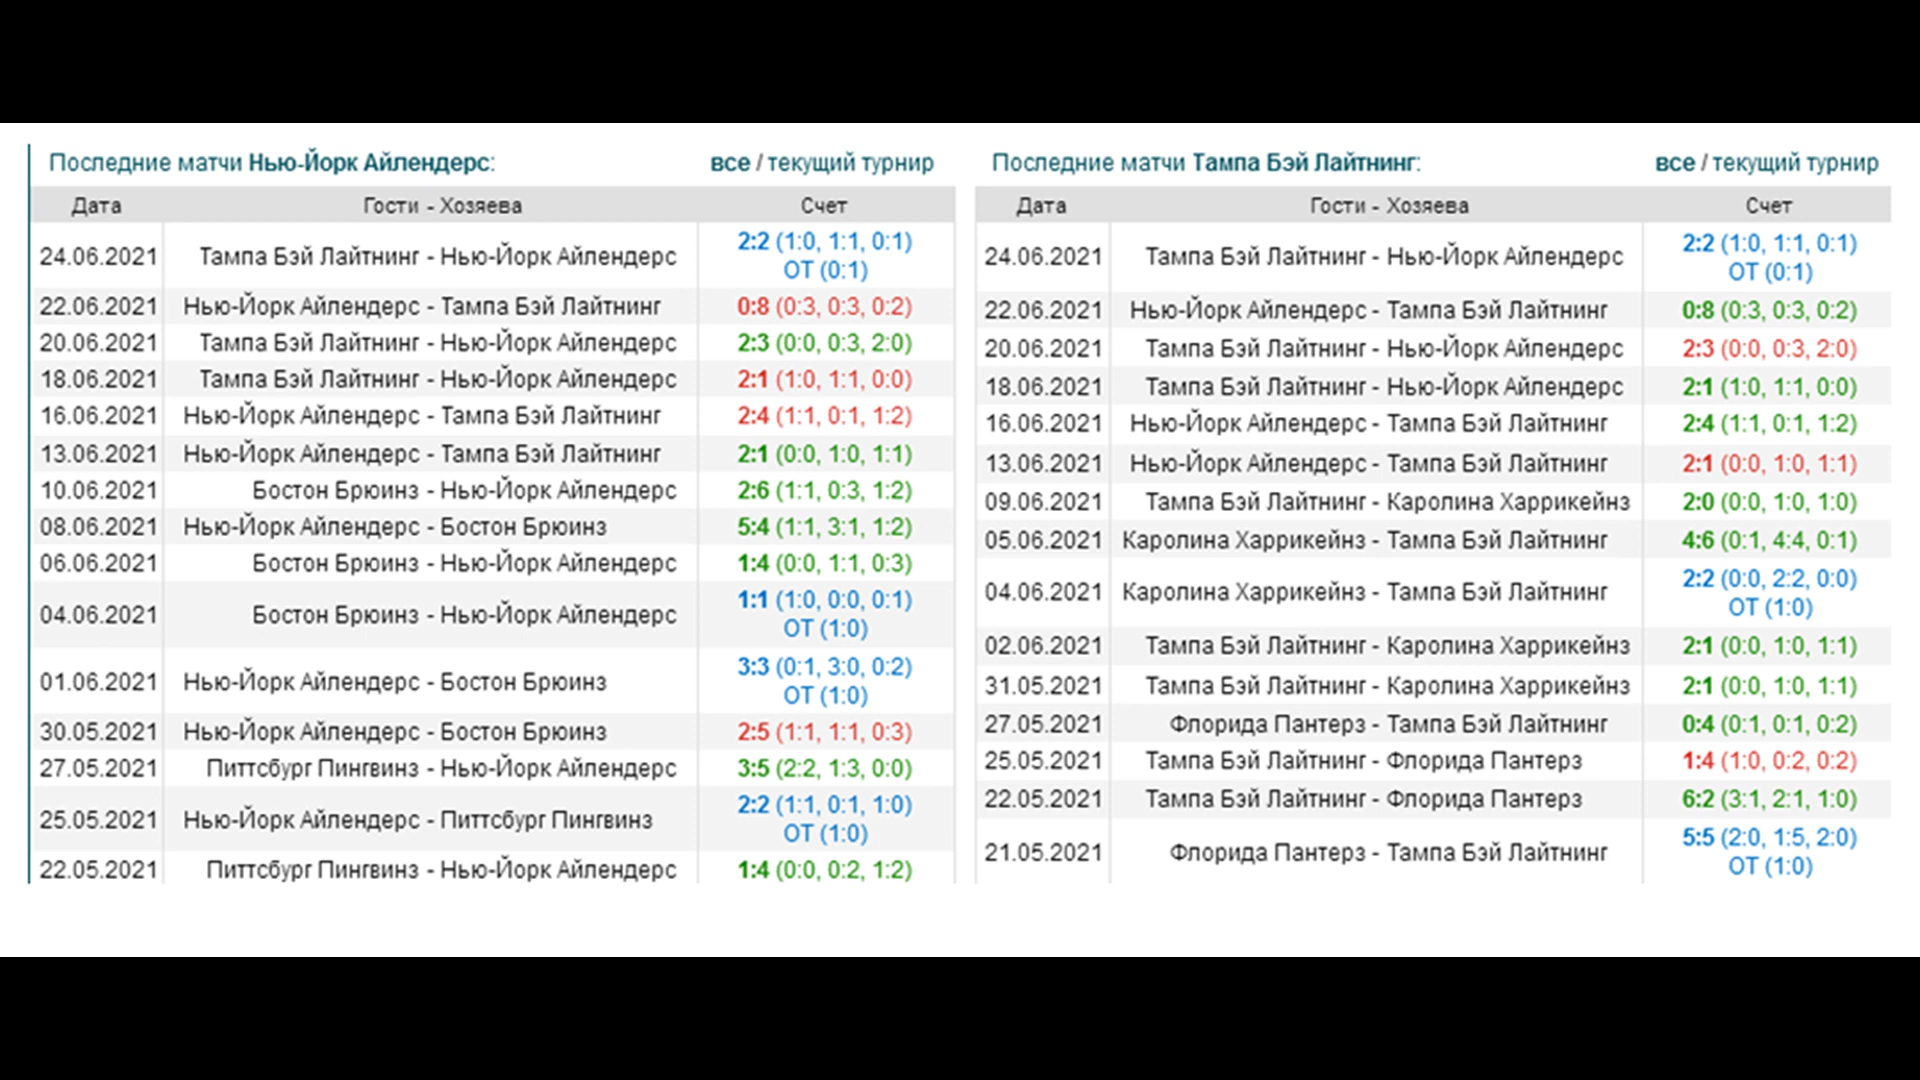 Последние матчи Нью-Йорк Айлендерс: все / текущий турнир
Дата Гости - Хозяева Счет
24.06.2021 Тампа Бэй Лайтнинг - Нью-Йорк Айлендерс 2:2 (1:0, 1:1, 0:1)
ОТ (0:1)
22.06.2021 Нью-Йорк Айлендерс - Тампа Бэй Лайтнинг 0:8 (0:3, 0:3, 0:2)
20.06.2021 Тампа Бэй Лайтнинг - Нью-Йорк Айлендерс 2:3 (0:0, 0:3, 2:0)
18.06.2021 Тампа Бэй Лайтнинг - Нью-Йорк Айлендерс 2:1 (1:0, 1:1, 0:0)
16.06.2021 Нью-Йорк Айлендерс - Тампа Бэй Лайтнинг 2:4 (1:1, 0:1, 1:2)
13.06.2021 Нью-Йорк Айлендерс - Тампа Бэй Лайтнинг 2:1 (0:0, 1:0, 1:1)
10.06.2021 Бостон Брюинз - Нью-Йорк Айлендерс 2:6 (1:1, 0:3, 1:2)
08.06.2021 Нью-Йорк Айлендерс - Бостон Брюинз 5:4 (1:1, 3:1, 1:2)
06.06.2021 Бостон Брюинз - Нью-Йорк Айлендерс 1:4 (0:0, 1:1, 0:3)
04.06.2021 Бостон Брюинз - Нью-Йорк Айлендерс 1:1 (1:0, 0:0, 0:1)
ОТ (1:0)
01.06.2021 Нью-Йорк Айлендерс - Бостон Брюинз 3:3 (0:1, 3:0, 0:2)
ОТ (1:0)
30.05.2021 Нью-Йорк Айлендерс - Бостон Брюинз 2:5 (1:1, 1:1, 0:3)
27.05.2021 Питтсбург Пингвинз - Нью-Йорк Айлендерс 3:5 (2:2, 1:3, 0:0)
25.05.2021 Нью-Йорк Айлендерс - Питтсбург Пингвинз 2:2 (1:1, 0:1, 1:0)
ОТ (1:0)
22.05.2021 Питтсбург Пингвинз - Нью-Йорк Айлендерс 1:4 (0:0, 0:2, 1:2)
Последние матчи Тампа Бэй Лайтнинг: все / текущий турнир
Дата Гости - Хозяева Счет
24.06.2021 Тампа Бэй Лайтнинг - Нью-Йорк Айлендерс 2:2 (1:0, 1:1, 0:1)
ОТ (0:1)
22.06.2021 Нью-Йорк Айлендерс - Тампа Бэй Лайтнинг 0:8 (0:3, 0:3, 0:2)
20.06.2021 Тампа Бэй Лайтнинг - Нью-Йорк Айлендерс 2:3 (0:0, 0:3, 2:0)
18.06.2021 Тампа Бэй Лайтнинг - Нью-Йорк Айлендерс 2:1 (1:0, 1:1, 0:0)
16.06.2021 Нью-Йорк Айлендерс - Тампа Бэй Лайтнинг 2:4 (1:1, 0:1, 1:2)
13.06.2021 Нью-Йорк Айлендерс - Тампа Бэй Лайтнинг 2:1 (0:0, 1:0, 1:1)
09.06.2021 Тампа Бэй Лайтнинг - Каролина Харрикейнз 2:0 (0:0, 1:0, 1:0)
05.06.2021 Каролина Харрикейнз - Тампа Бэй Лайтнинг 4:6 (0:1, 4:4, 0:1)
04.06.2021 Каролина Харрикейнз - Тампа Бэй Лайтнинг 2:2 (0:0, 2:2, 0:0)
ОТ (1:0)
02.06.2021 Тампа Бэй Лайтнинг - Каролина Харрикейнз 2:1 (0:0, 1:0, 1:1)
31.05.2021 Тампа Бэй Лайтнинг - Каролина Харрикейнз 2:1 (0:0, 1:0, 1:1)
27.05.2021 Флорида Пантерз - Тампа Бэй Лайтнинг 0:4 (0:1, 0:1, 0:2)
25.05.2021 Тампа Бэй Лайтнинг - Флорида Пантерз 1:4 (1:0, 0:2, 0:2)
22.05.2021 Тампа Бэй Лайтнинг - Флорида Пантерз 6:2 (3:1, 2:1, 1:0)
21.05.2021 Флорида Пантерз - Тампа Бэй Лайтнинг 5:5 (2:0, 1:5, 2:0)
ОТ (1:0)